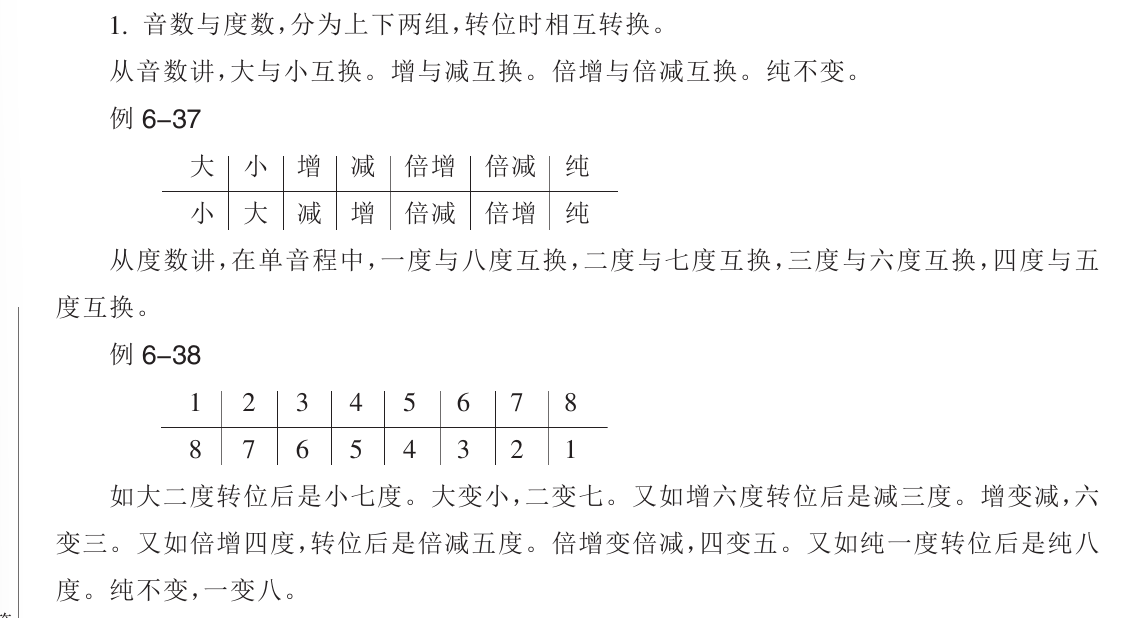 1. 音数与度数,分为上下两组,转位时相互转换。
从音数讲,大与小互换。增与减互换。倍增与倍减互换。纯不变。
例 6-37
大 小 增 减 倍增 倍减 纯
小 大 减 增 倍减 倍增 纯
从度数讲,在单音程中,一度与八度互换,二度与七度互换,三度与六度互换,四度与五
度互换。
例 6-38
1 2 3 4 5 6 7 8
8 7 6 5 4 3 2 1
如大二度转位后是小七度。大变小,二变七。又如增六度转位后是减三度。增变减,六
变三。又如倍增四度,转位后是倍减五度。倍增变倍减,四变五。又如纯一度转位后是纯八
度。纯不变,一变八。